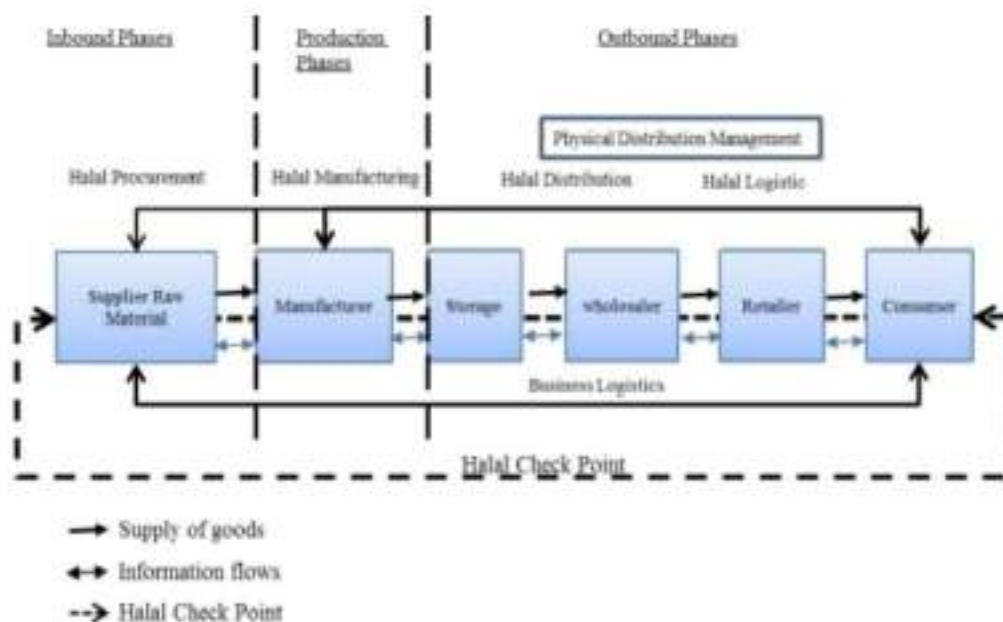 Inbound Phases
Production
Phases
Outbound Phases
Physical Distribution Management
Halal Procurement
Halal Manufacturing
Halal Distribution
Halal Logistic
Supplier Raw
Material
Manufacturer
Storage
wholesaler
Retailer
Consumer
Business Logistics
Halal Check Point
Supply of goods
Information flows
Halal Check Point